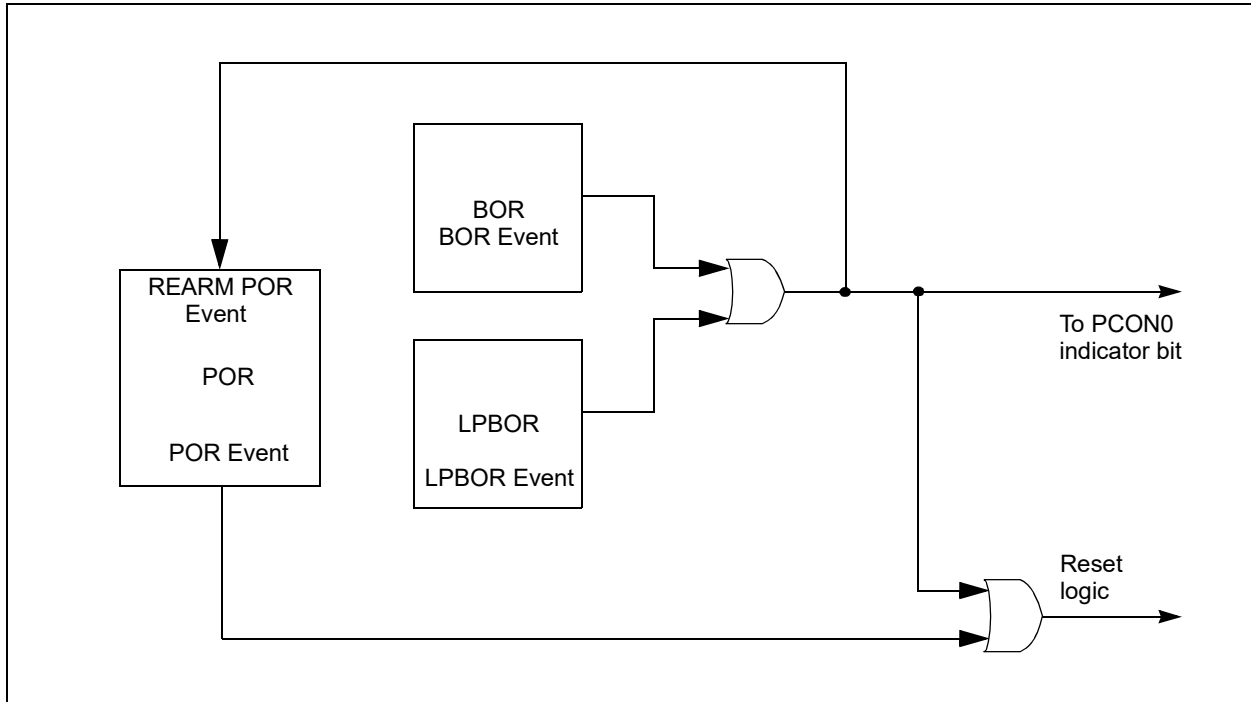 BOR
BOR Event
REARM POR
Event
POR
POR Event
LPBOR
LPBOR Event
To PCON0
indicator bit
Reset
logic